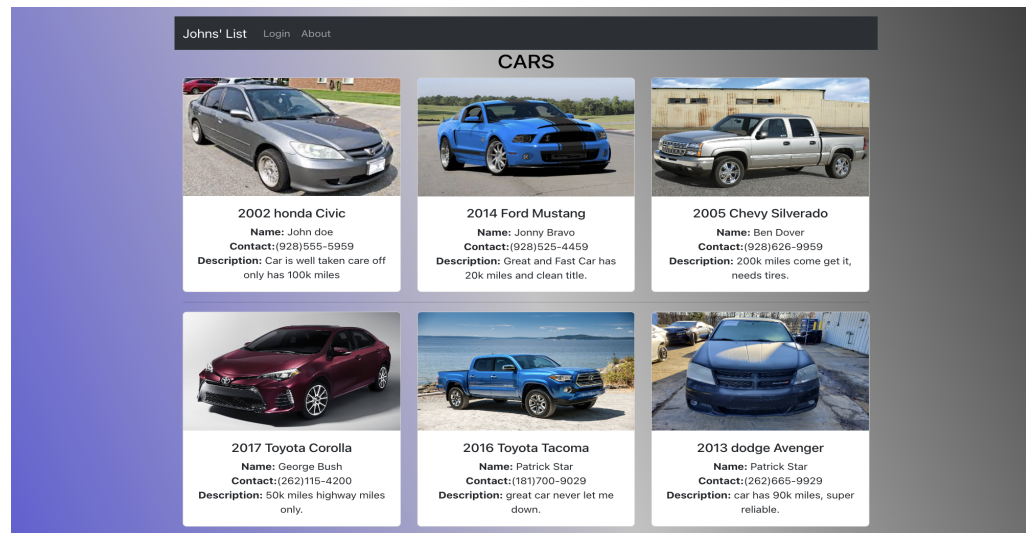 Johns' List Login About
CARS
2002 honda Civic
Name: John doe
Contact:(928)555-5959
Description: Car is well taken care off
only has 100k miles
2014 Ford Mustang
Name: Jonny Bravo
Contact:(928)525-4459
Description: Great and Fast Car has
20k miles and clean title.
2005 Chevy Silverado
Name: Ben Dover
Contact:(928)626-9959
Description: 200k miles come get it,
needs tires.
2017 Toyota Corolla
Name: George Bush
Contact:(262)115-4200
Description: 50k miles highway miles
only.
2016 Toyota Tacoma
Name: Patrick Star
Contact:(181)700-9029
Description: great car never let me
down.
2013 dodge Avenger
Name: Patrick Star
Contact:(262)665-9929
Description: car has 90k miles, super
reliable.